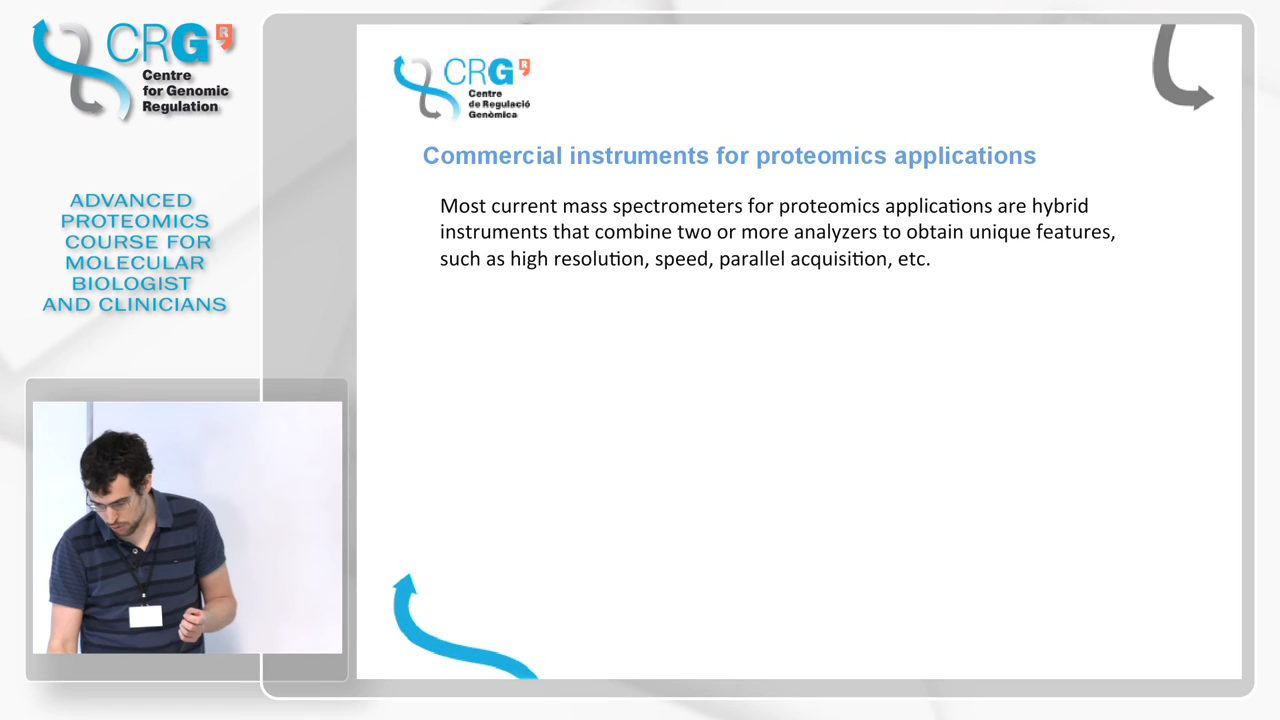 CRG R
Centre
for Genomic
Regulation
ADVANCED
PROTEOMICS
COURSE FOR
MOLECULAR
BIOLOGIST
AND CLINICIANS
CRG R
Centre
de Regulació
Genòmica
Commercial instruments for proteomics applications
Most current mass spectrometers for proteomics applications are hybrid
instruments that combine two or more analyzers to obtain unique features,
such as high resolution, speed, parallel acquisition, etc.